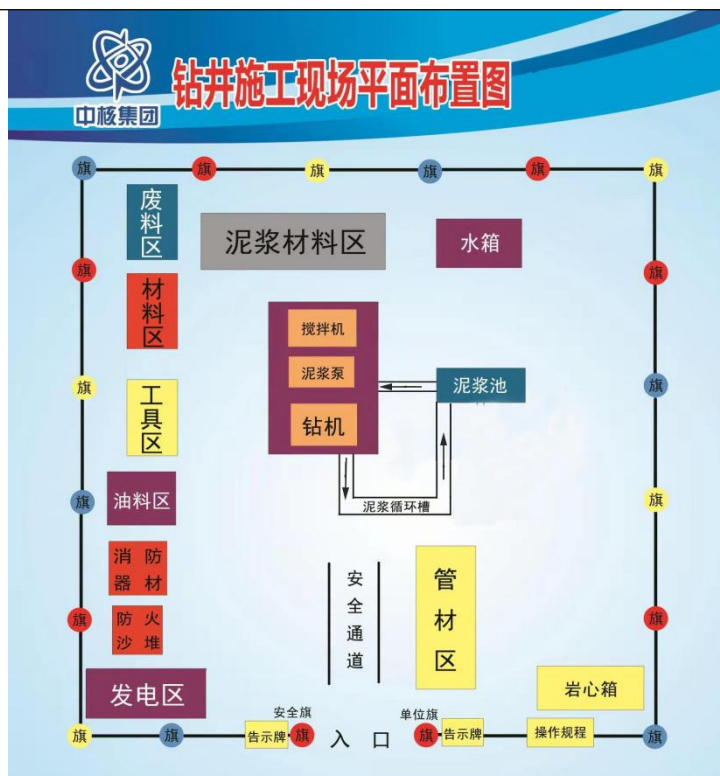 钻井施工现场平面布置图
中核集团
旗 旗 旗 旗 旗 旗
废料区
泥浆材料区
水箱
旗
旗
材料区
搅拌机
泥浆泵
钻机
泥浆池
旗
旗
工具区
旗
旗
油料区
泥浆循环槽
消防
器材
防火
沙堆
旗
旗
安全通道
管材区
发电区
岩心箱
安全旗
单位旗
旗
旗
告示牌
旗
入口
旗
告示牌
操作规程
旗